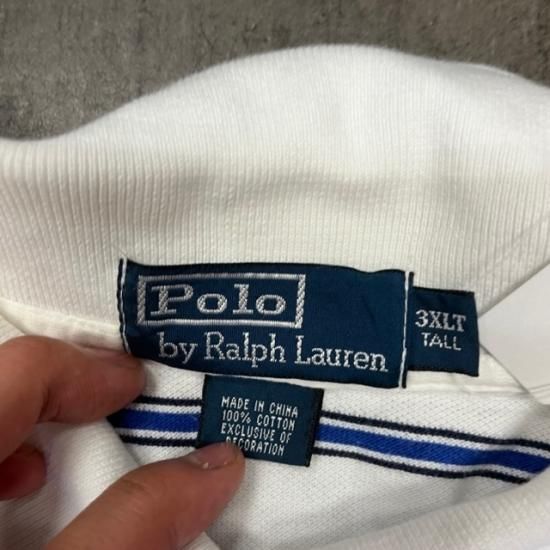 Polo
by Ralph Lauren
3XLT
TALL
MADE IN CHINA
100% COTTON
EXCLUSIVE OF
DECORATION